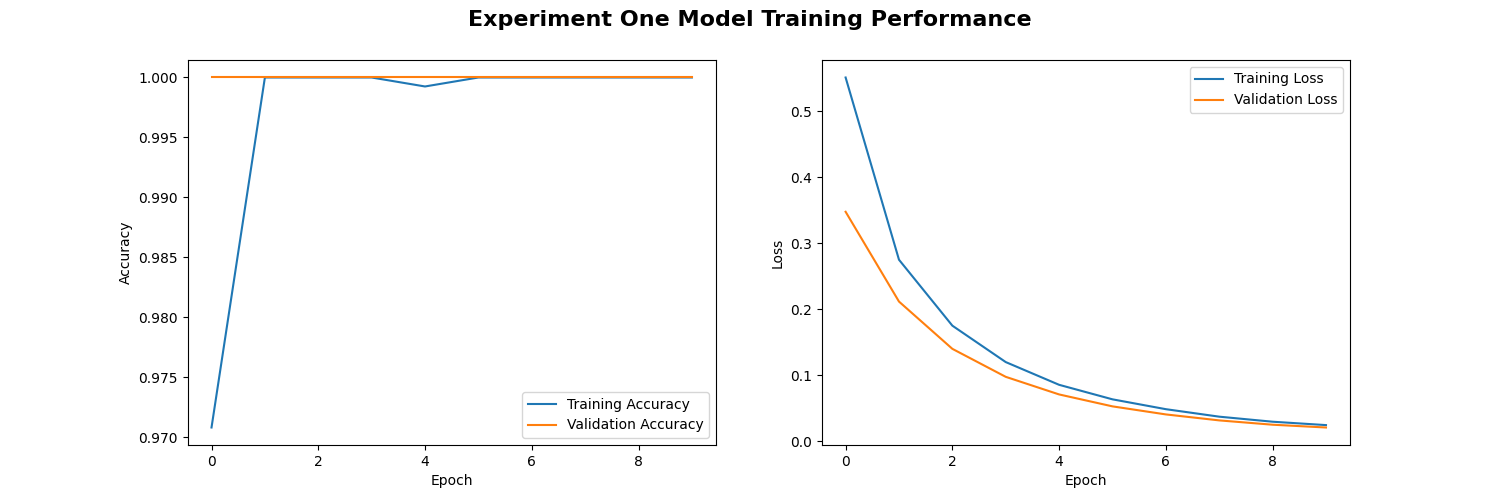 Experiment One Model Training Performance
1.000
0.995
0.990
0.985
0.980
0.975
0.970
Accuracy
Training Accuracy
Validation Accuracy
0 2 4 6 8
Epoch
Training Loss
Validation Loss
0.5
0.4
0.3
0.2
0.1
0.0
Loss
0 2 4 6 8
Epoch